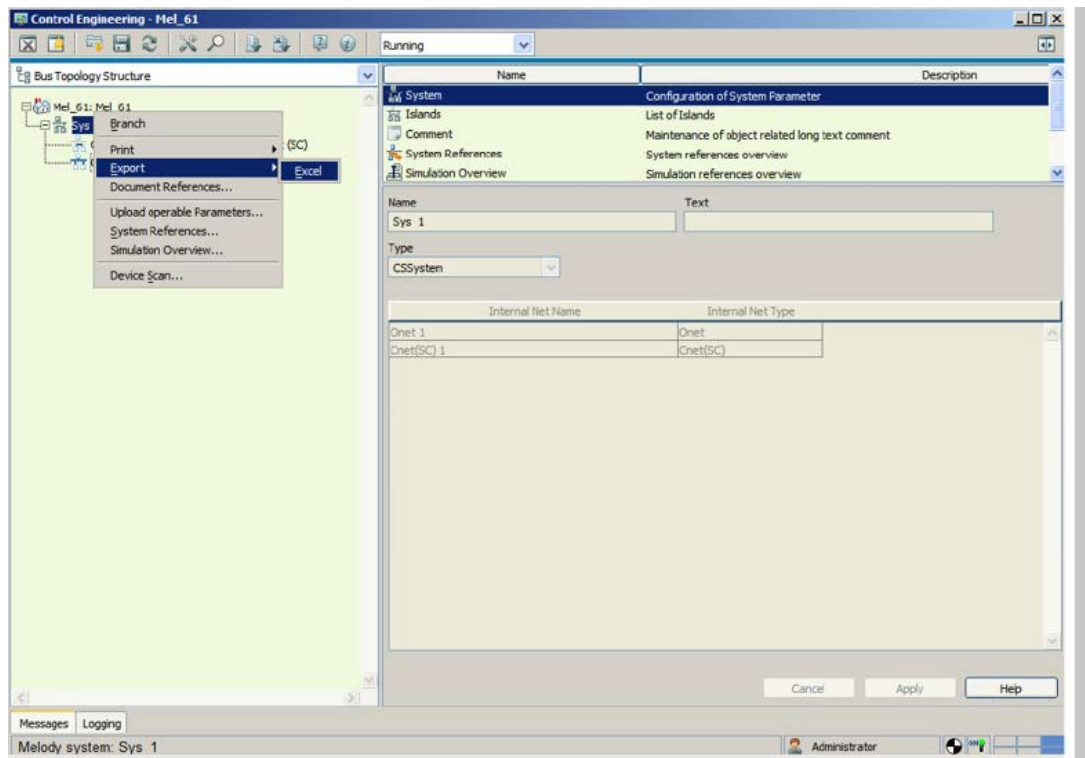 Control Engineering - Mel_61
Running
Bus Topology Structure
Name Description
Mel_61: Mel_61
Sys
(SC)
Branch
Print
Export
Excel
Document References...
Upload operable Parameters...
System References...
Simulation Overview...
Device Scan...
System Configuration of System Parameter
Islands List of Islands
Comment Maintenance of object related long text comment
System References System references overview
Simulation Overview Simulation references overview
Name Text
Sys 1
Type
CSSystem
Internal Net Name Internal Net Type
Onet 1 Onet
Cnet(SC) 1 Cnet(SC)
Cancel Apply Help
Messages Logging
Melody system: Sys 1 Administrator